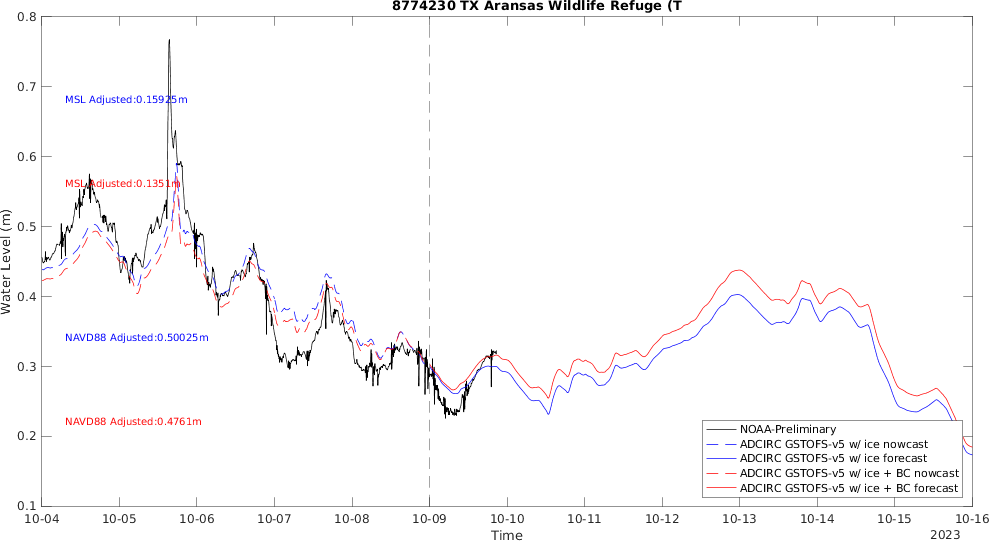 8774230 TX Aransas Wildlife Refuge (T
0.8
0.7
0.6
0.5
0.4
0.3
0.2
0.1
Water Level (m)
MSL Adjusted:0.15925m
MSL Adjusted:0.1351m
NAVD88 Adjusted:0.50025m
NAVD88 Adjusted:0.4761m
NOAA-Preliminary
ADCIRC GSTOFS-v5 w/ ice nowcast
ADCIRC GSTOFS-v5 w/ ice forecast
ADCIRC GSTOFS-v5 w/ ice + BC nowcast
ADCIRC GSTOFS-v5 w/ ice + BC forecast
10-04 10-05 10-06 10-07 10-08 10-09 10-10 10-11 10-12 10-13 10-14 10-15 10-16
Time
2023